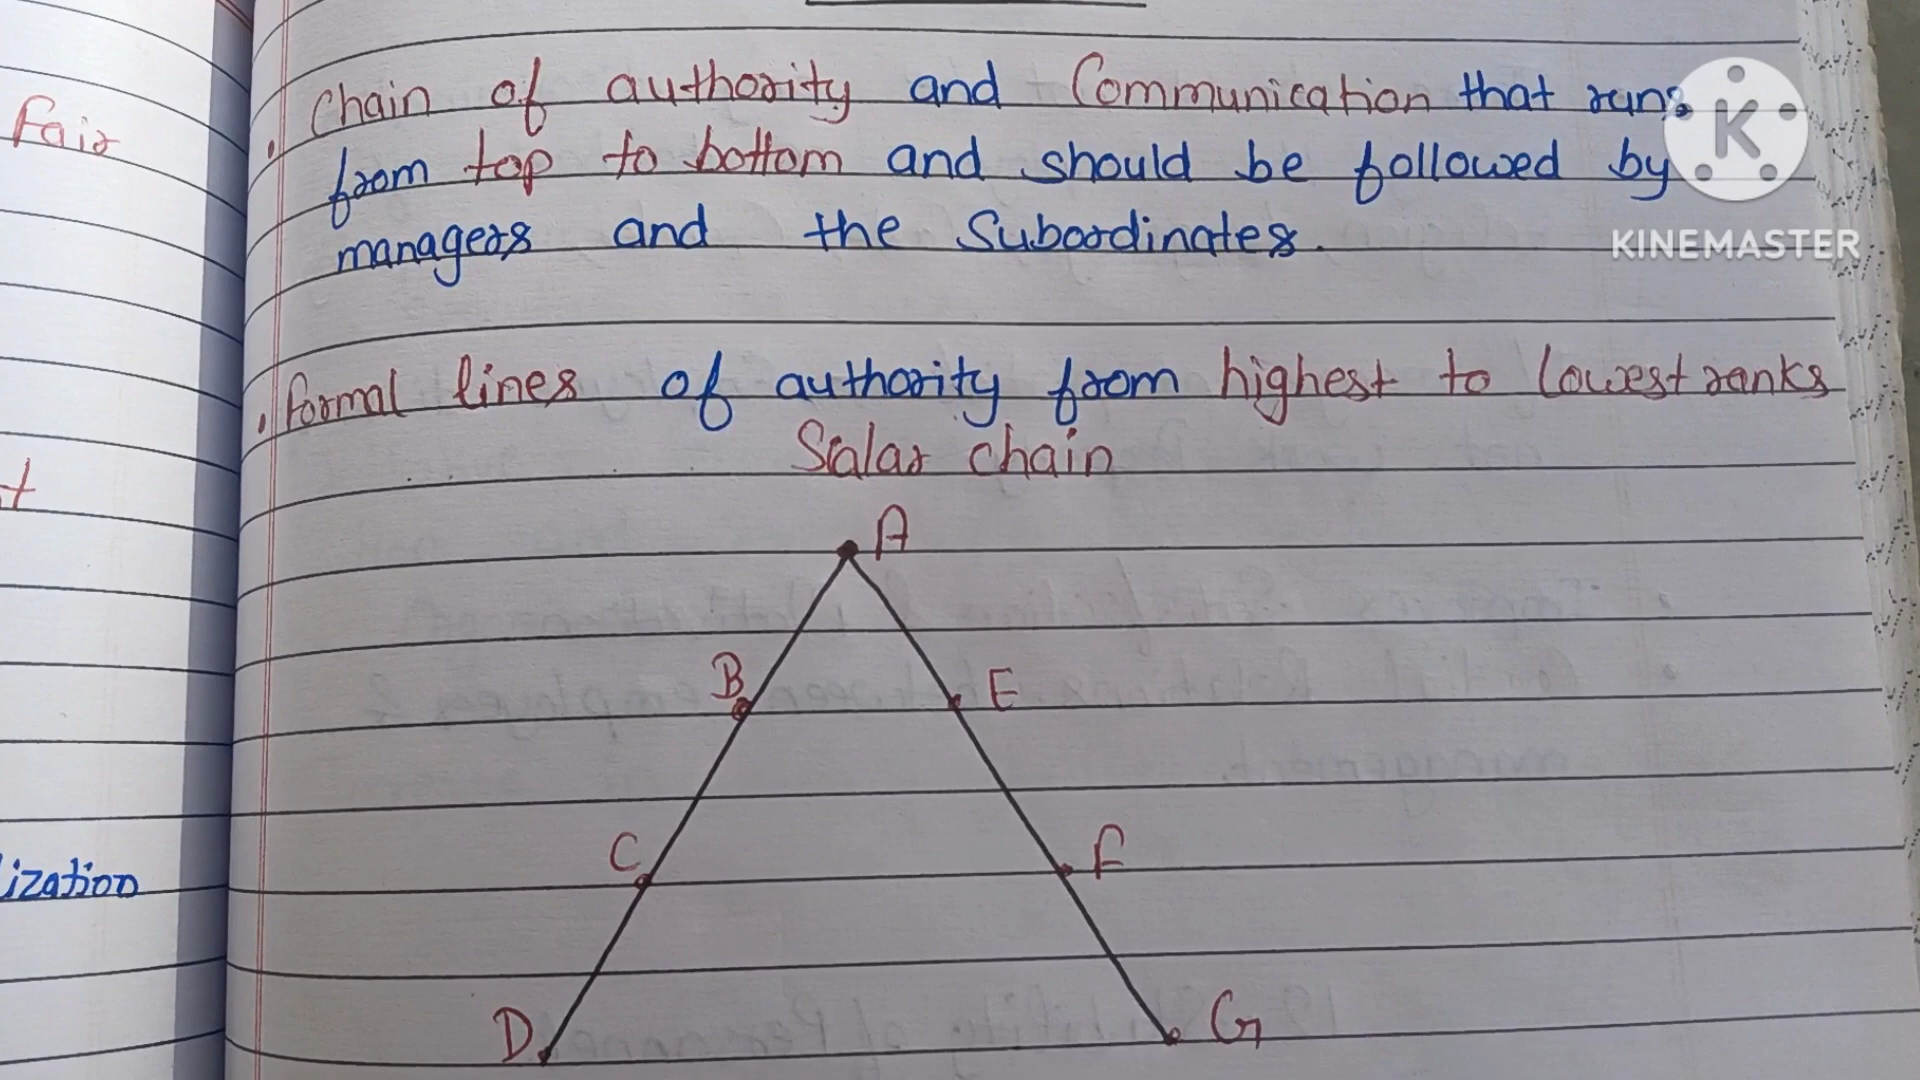 Fair
t
ization
. Chain of authority and Communication that runs
from top to bottom and should be followed by
managers and the Subordinates.
. formal lines of authority from highest to lowest ranks
Scalar chain
A
B E
C F
D G
K
KINEMASTER